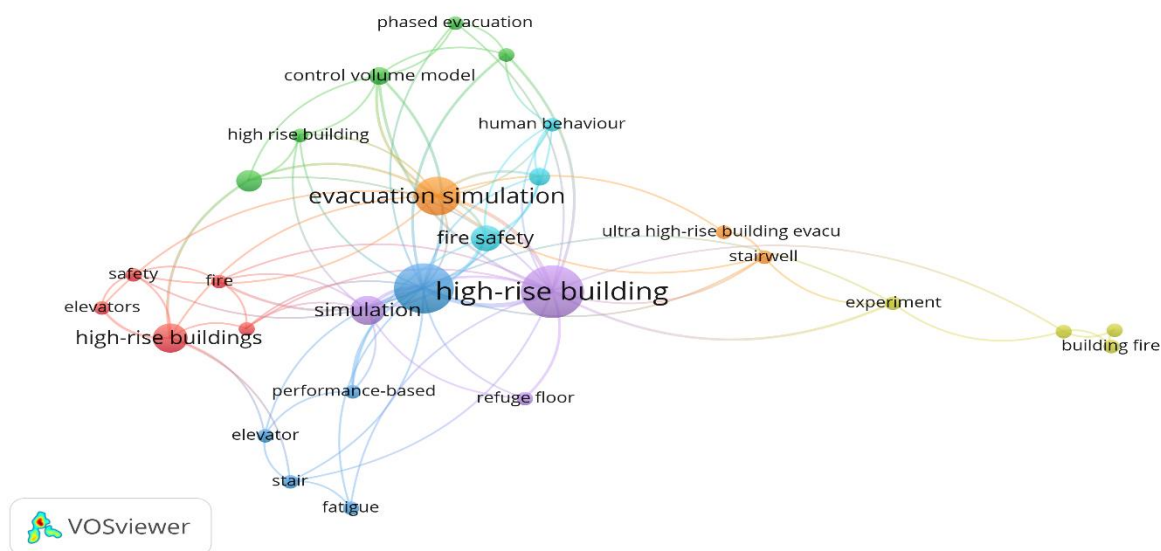 phased evacuation
control volume model
human behaviour
high rise building
evacuation simulation
fire safety
ultra high-rise building evacu
stairwell
safety
fire
elevators
high-rise building
experiment
simulation
high-rise buildings
building fire
performance-based
refuge floor
elevator
stair
fatigue
VOSviewer